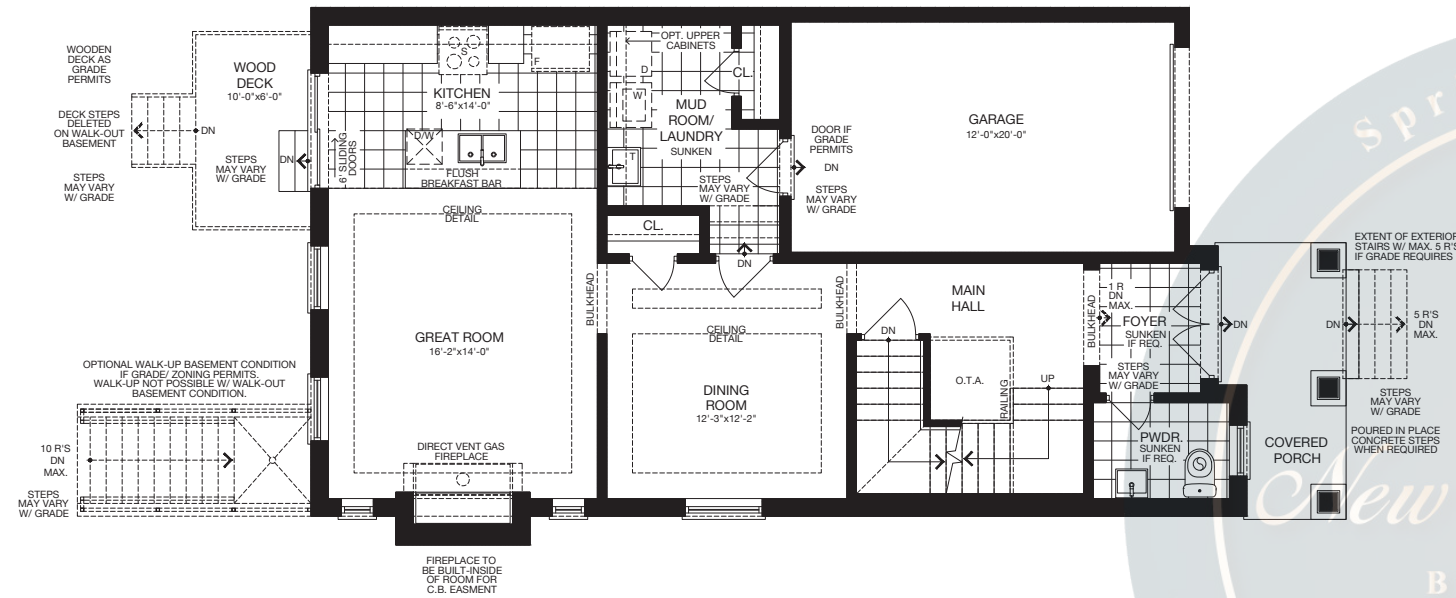 WOODEN
DECK AS
GRADE
PERMITS
DECK STEPS
DELETED
ON WALK-OUT
BASEMENT
STEPS
MAY VARY
W/ GRADE
WOOD
DECK
10'-0"x6'-0"
DN
STEPS
MAY VARY
W/ GRADE
DN
6' SLIDING
DOORS
S
F
KITCHEN
8'-6"x14'-0"
D/W
FLUSH
BREAKFAST BAR
OPT. UPPER
CABINETS
D
W
CL.
MUD
ROOM/
LAUNDRY
SUNKEN
T
STEPS
MAY VARY
W/ GRADE
DOOR IF
GRADE
PERMITS
DN
STEPS
MAY VARY
W/ GRADE
GARAGE
12'-0"x20'-0"
CL.
DN
CEILING
DETAIL
GREAT ROOM
16'-2"x14'-0"
DIRECT VENT GAS
FIREPLACE
BULKHEAD
CEILING
DETAIL
DINING
ROOM
12'-3"x12'-2"
BULKHEAD
MAIN
HALL
DN
O.T.A.
RAILING
UP
BULKHEAD
1 R
DN
MAX.
FOYER
SUNKEN
IF REQ.
STEPS
MAY VARY
W/ GRADE
DN
PWDR.
SUNKEN
IF REQ.
COVERED
PORCH
DN
EXTENT OF EXTERIOR
STAIRS W/ MAX. 5 R'S
IF GRADE REQUIRES
5 R'S
DN
MAX.
STEPS
MAY VARY
W/ GRADE
POURED IN PLACE
CONCRETE STEPS
WHEN REQUIRED
OPTIONAL WALK-UP BASEMENT CONDITION
IF GRADE/ ZONING PERMITS.
WALK-UP NOT POSSIBLE W/ WALK-OUT
BASEMENT CONDITION.
10 R'S
DN
MAX.
STEPS
MAY VARY
W/ GRADE
FIREPLACE TO
BE BUILT-INSIDE
OF ROOM FOR
C.B. EASMENT
Spr
New
B